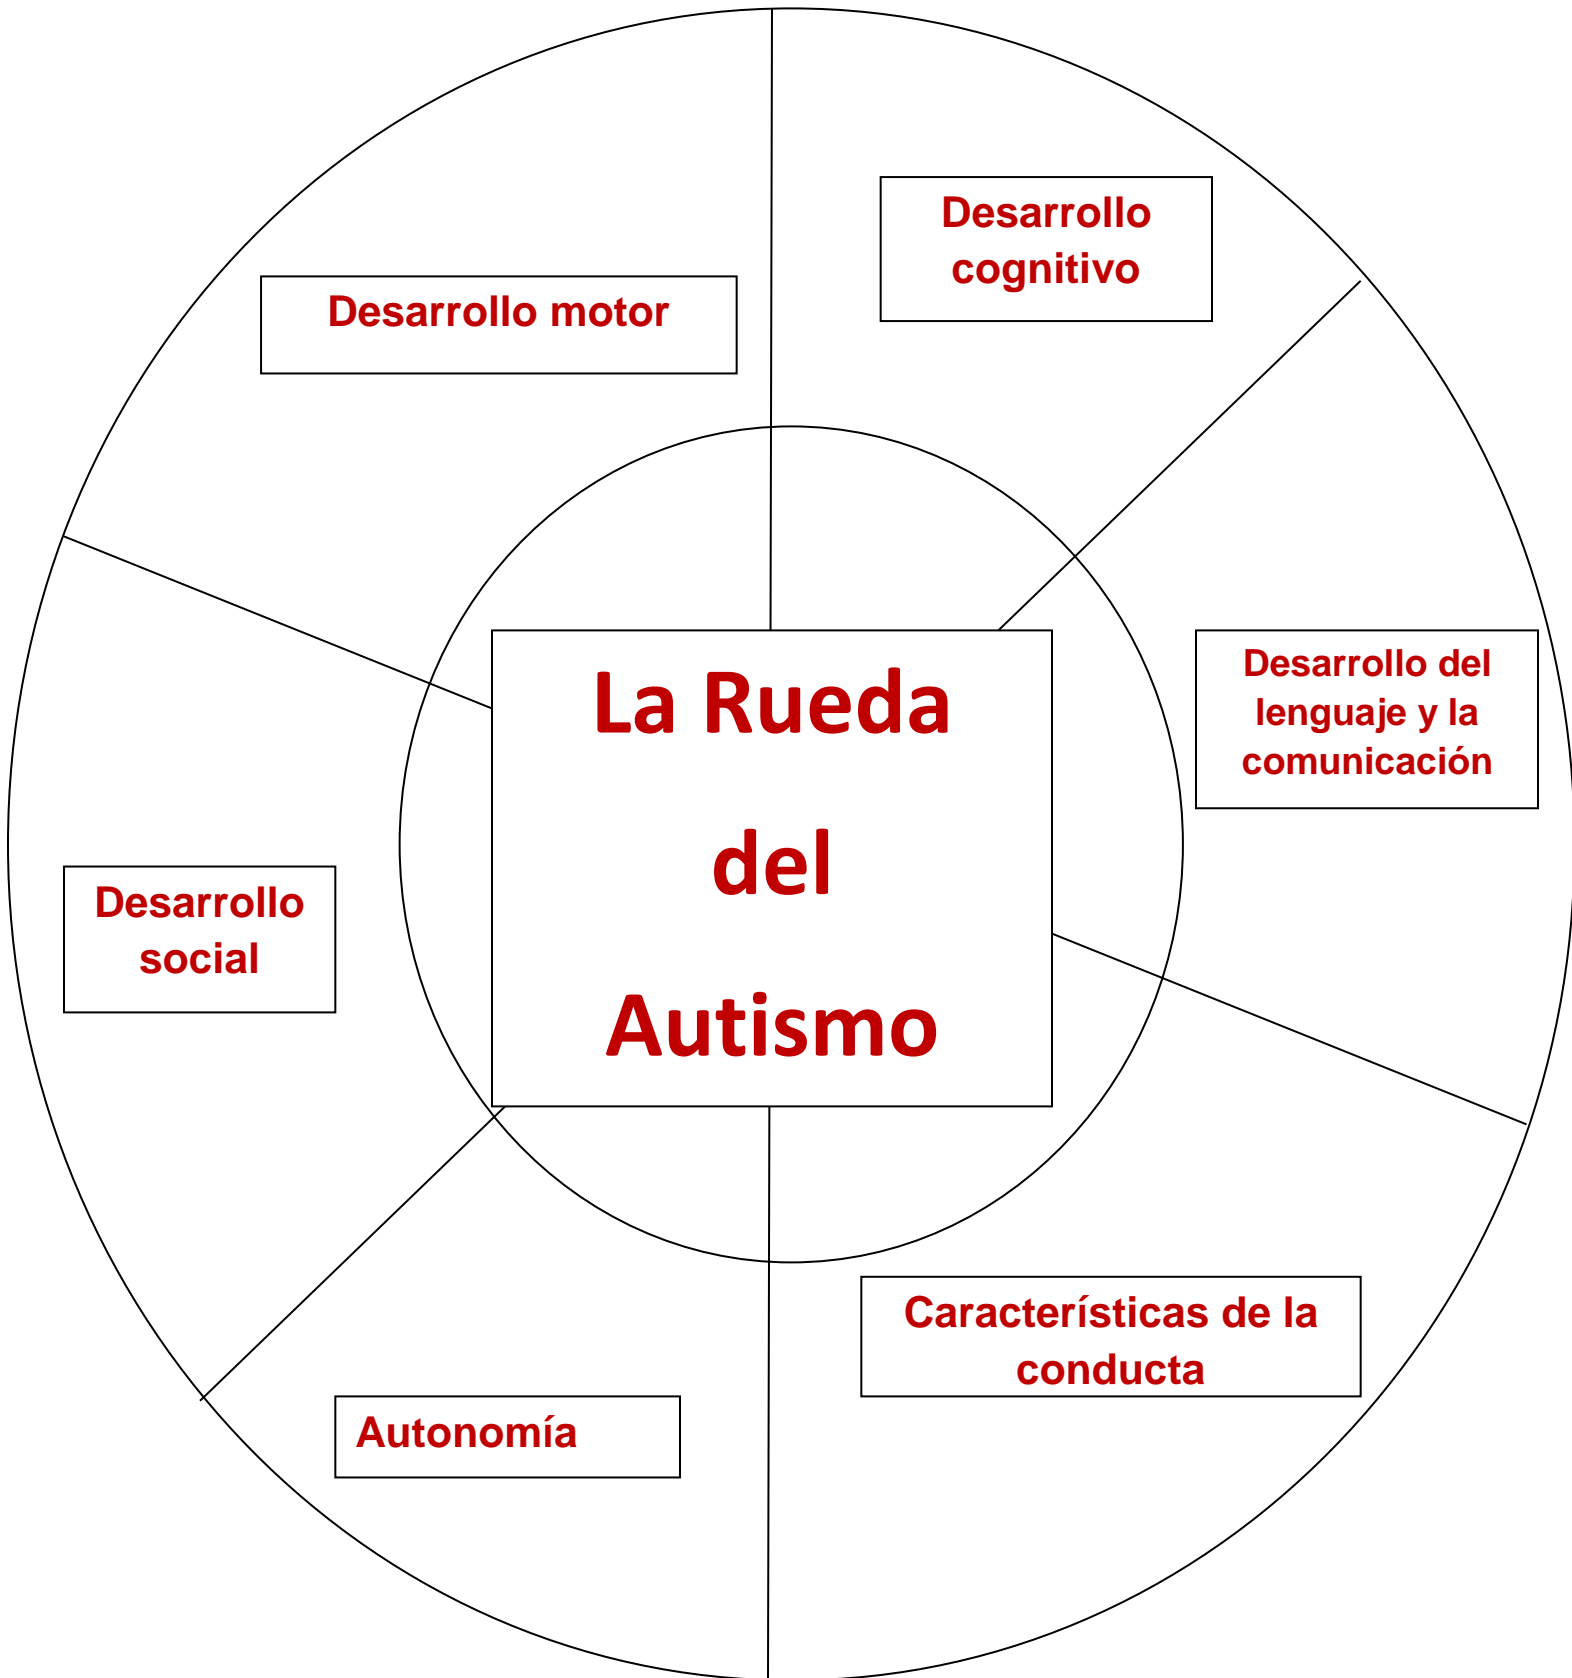 Desarrollo
cognitivo
Desarrollo motor
Desarrollo del
lenguaje y la
comunicación
La Rueda
del
Autismo
Desarrollo
social
Características de la
conducta
Autonomía